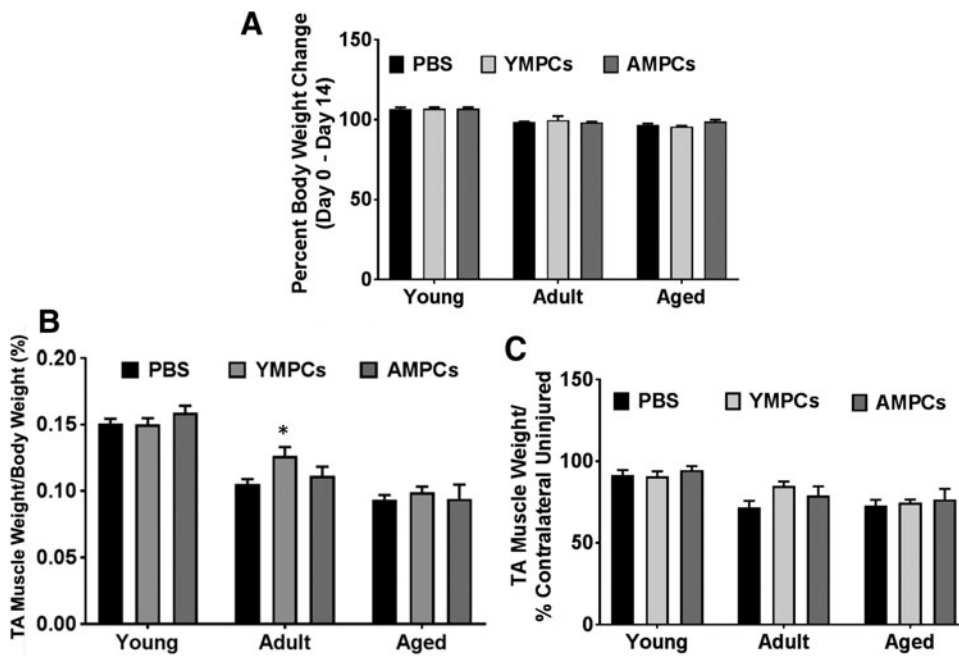 A
Percent Body Weight Change
(Day 0 - Day 14)
150
100
50
0
PBS YMPCs AMPCs
Young Adult Aged
B
TA Muscle Weight/Body Weight (%)
0.20
0.15
0.10
0.05
0.00
PBS YMPCs AMPCs
*
Young Adult Aged
C
TA Muscle Weight/
% Contralateral Uninjured
150
100
50
0
PBS YMPCs AMPCs
Young Adult Aged